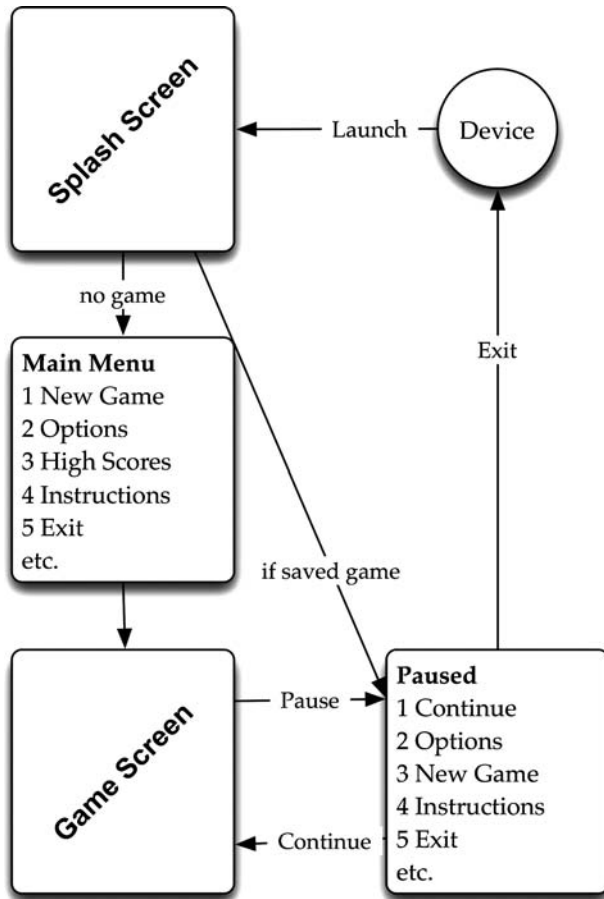 Splash Screen
Launch
Device
no game
Exit
Main Menu
1 New Game
2 Options
3 High Scores
4 Instructions
5 Exit
etc.
if saved game
Game Screen
Pause
Continue
Paused
1 Continue
2 Options
3 New Game
4 Instructions
5 Exit
etc.